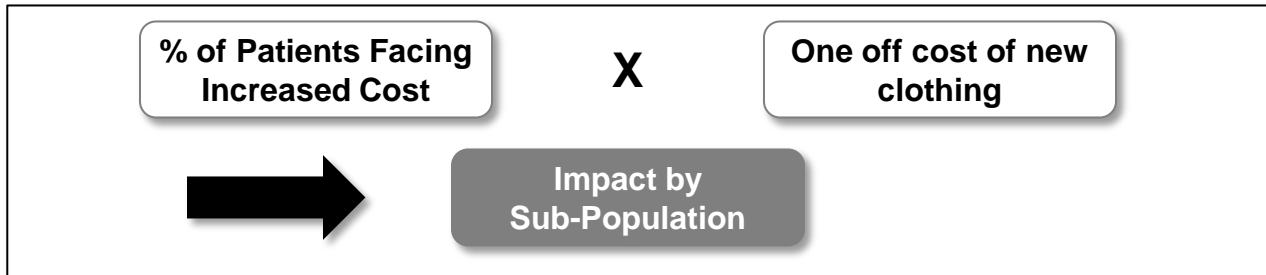 % of Patients Facing
Increased Cost
X
One off cost of new
clothing
Impact by
Sub-Population